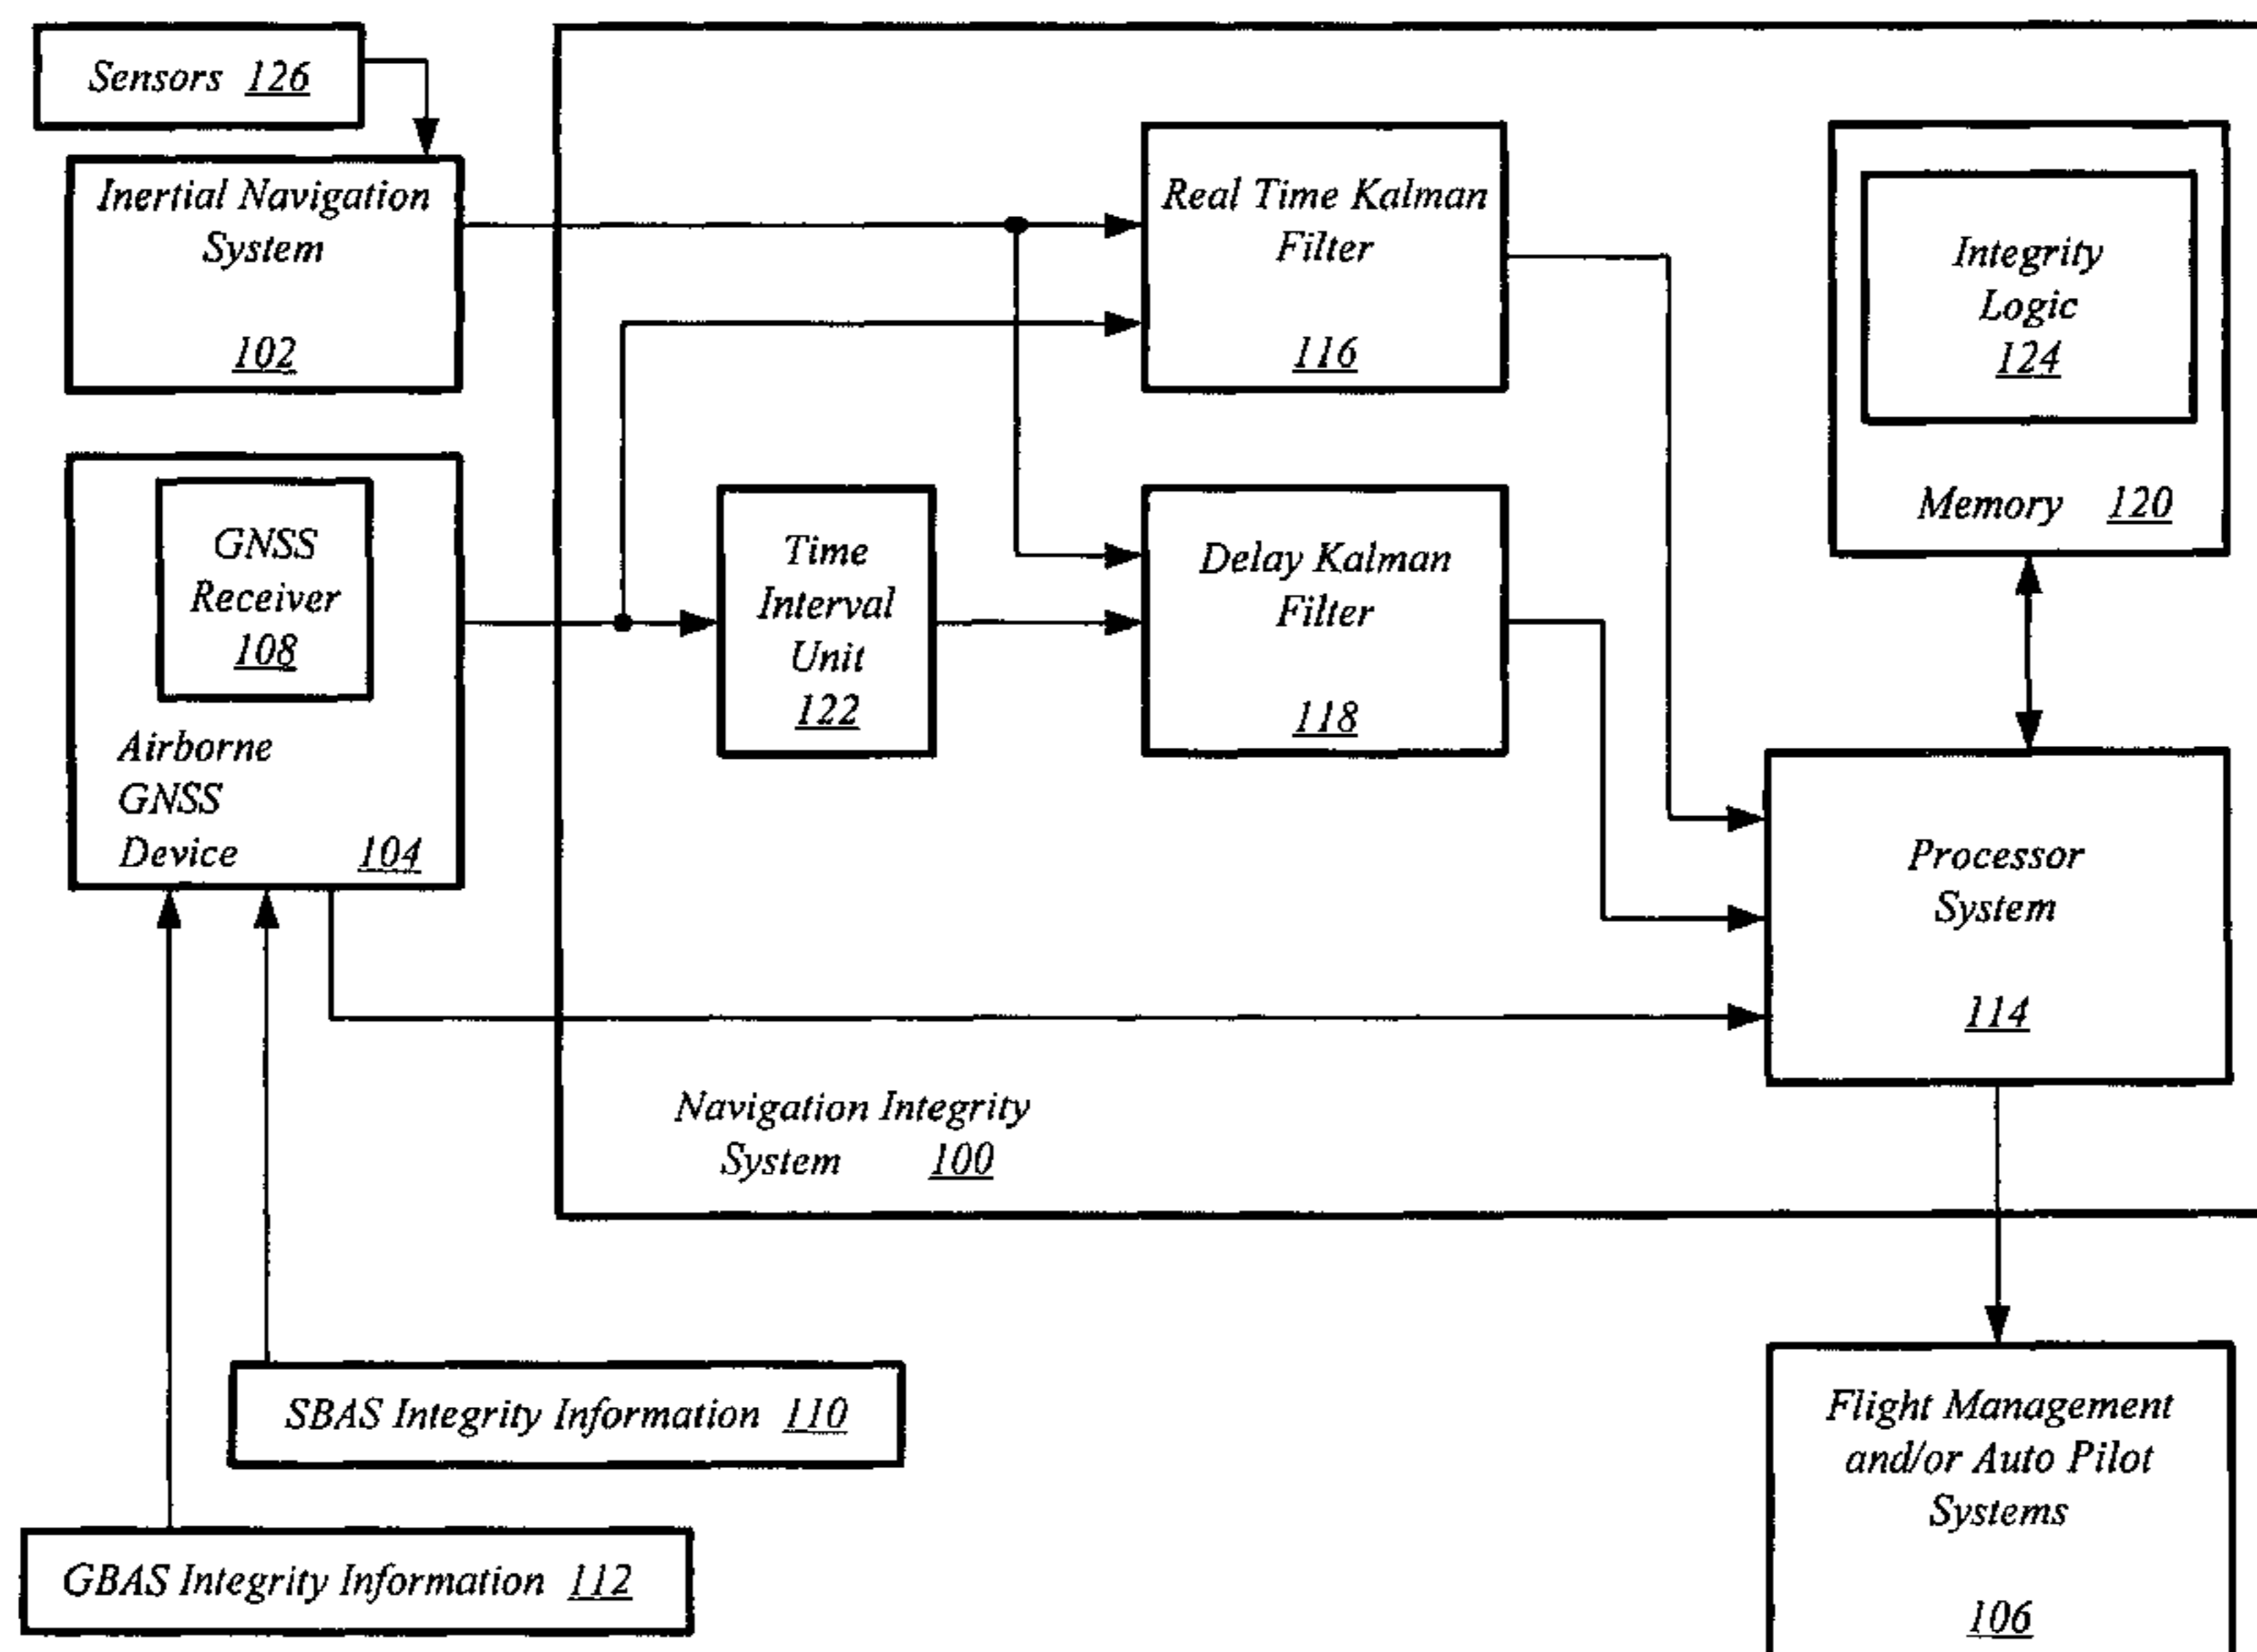 Sensors 126
Inertial Navigation
System
102
Real Time Kalman
Filter
116
Integrity
Logic
124
Memory 120
GNSS
Receiver
108
Airborne
GNSS
Device 104
Time
Interval
Unit
122
Delay Kalman
Filter
118
Processor
System
114
Navigation Integrity
System 100
SBAS Integrity Information 110
GBAS Integrity Information 112
Flight Management
and/or Auto Pilot
Systems
106